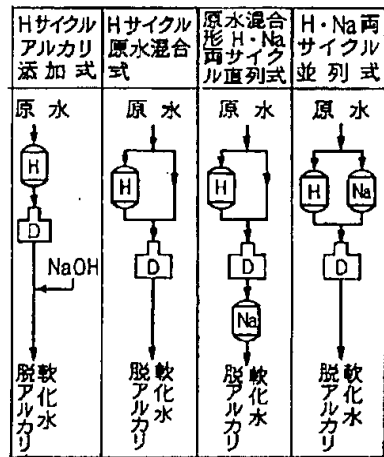 Hサイクル
アルカリ
添加式
原水
H
D
NaOH
軟化水
脱アルカリ
Hサイクル
原水混合
式
H
D
軟化水
脱アルカリ
原水混合
形H・Na
両サイク
ル直列式
原水
H
D
Na
軟化水
脱アルカリ
H・Na両
サイクル
並列式
原水
H
Na
D
軟化水
脱アルカリ